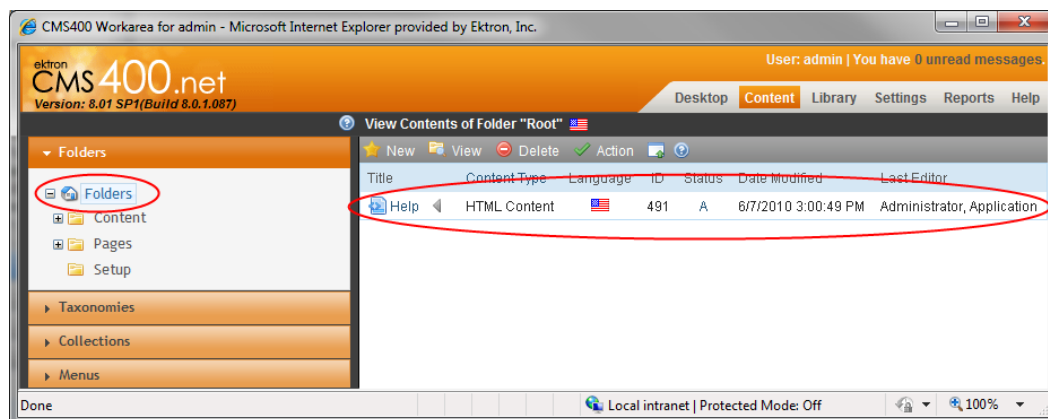 CMS400 Workarea for admin - Microsoft Internet Explorer provided by Ektron, Inc.
User: admin | You have 0 unread messages.
ektron
CMS400.net
Version: 8.01 SP1(Build 8.0.1.087)
Desktop Content Library Settings Reports Help
View Contents of Folder "Root"
Folders
New View Delete Action
Title Content Type Language ID Status Date Modified Last Editor
Folders
Help HTML Content 491 A 6/7/2010 3:00:49 PM Administrator, Application
Content
Pages
Setup
Taxonomies
Collections
Menus
Done Local intranet | Protected Mode: Off 100%